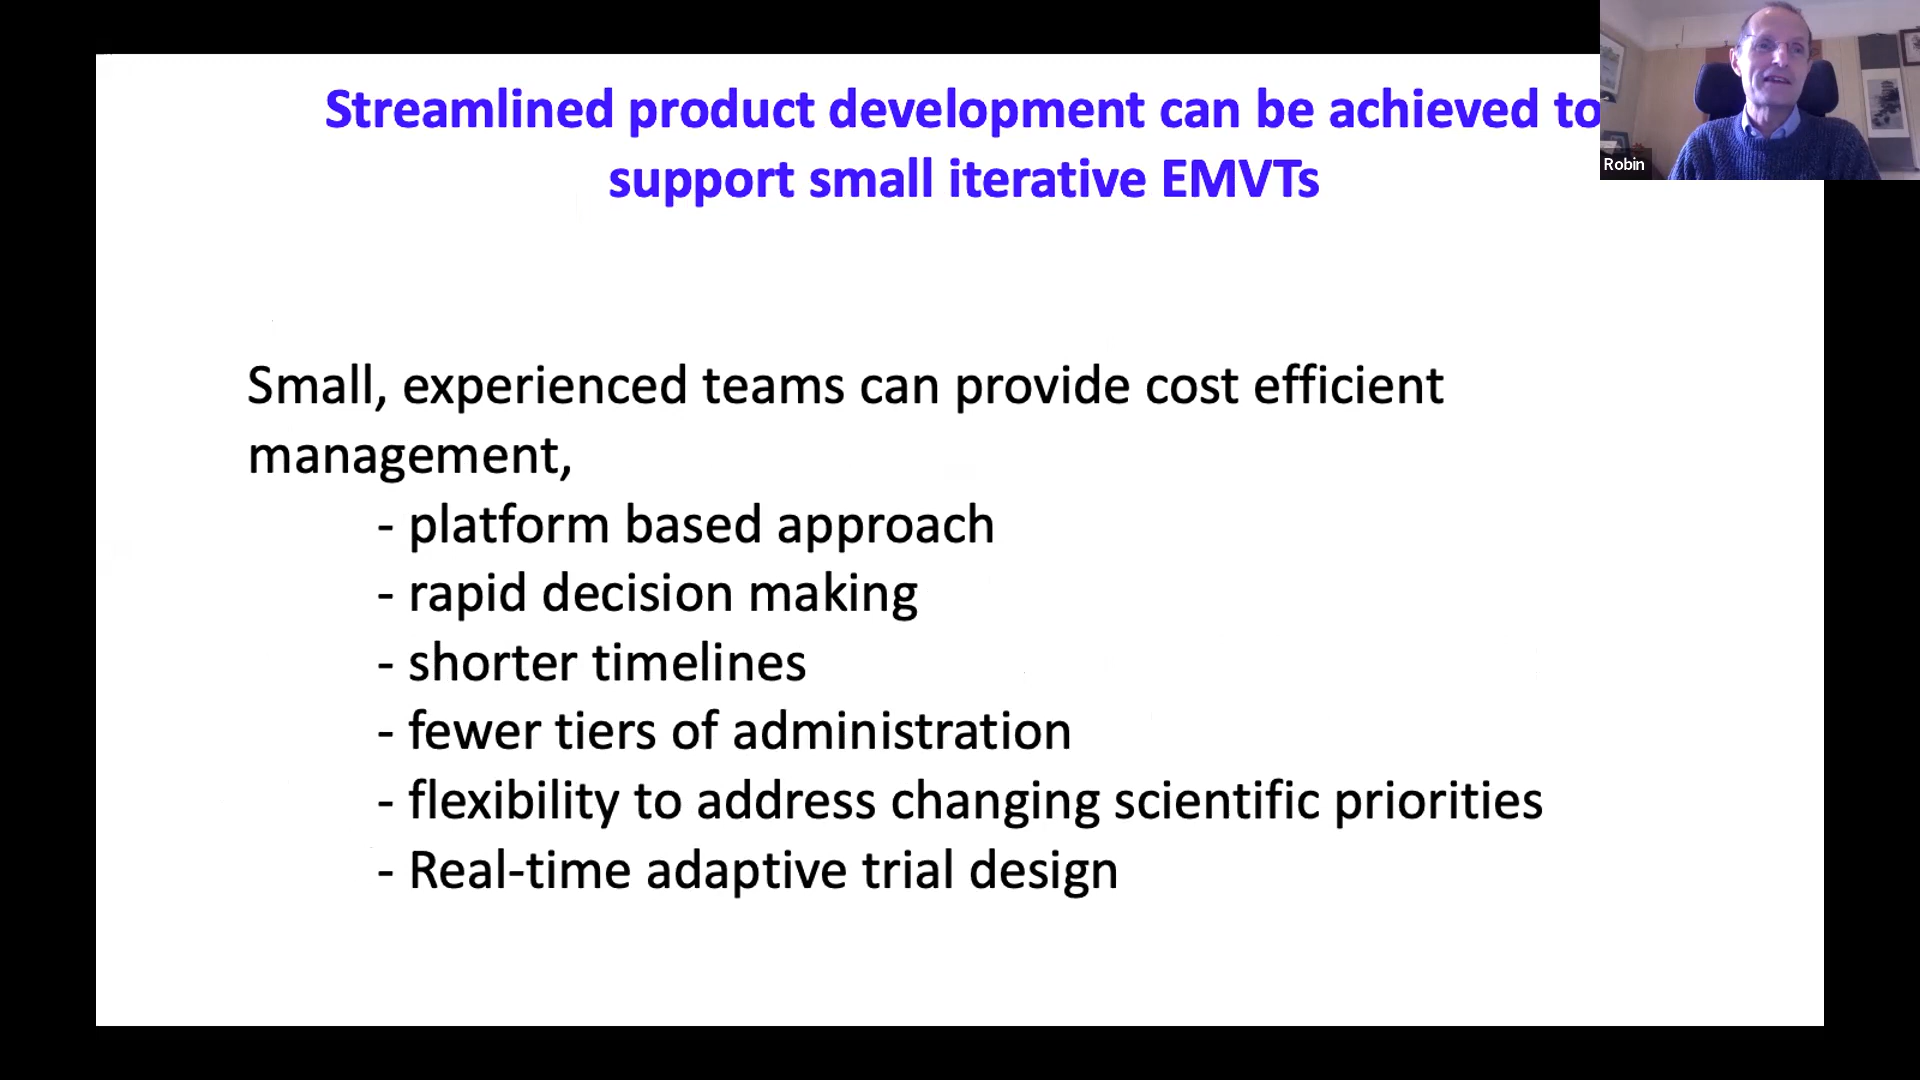 Streamlined product development can be achieved to
support small iterative EMVTs
Robin
Small, experienced teams can provide cost efficient
management,
- platform based approach
- rapid decision making
- shorter timelines
- fewer tiers of administration
- flexibility to address changing scientific priorities
- Real-time adaptive trial design